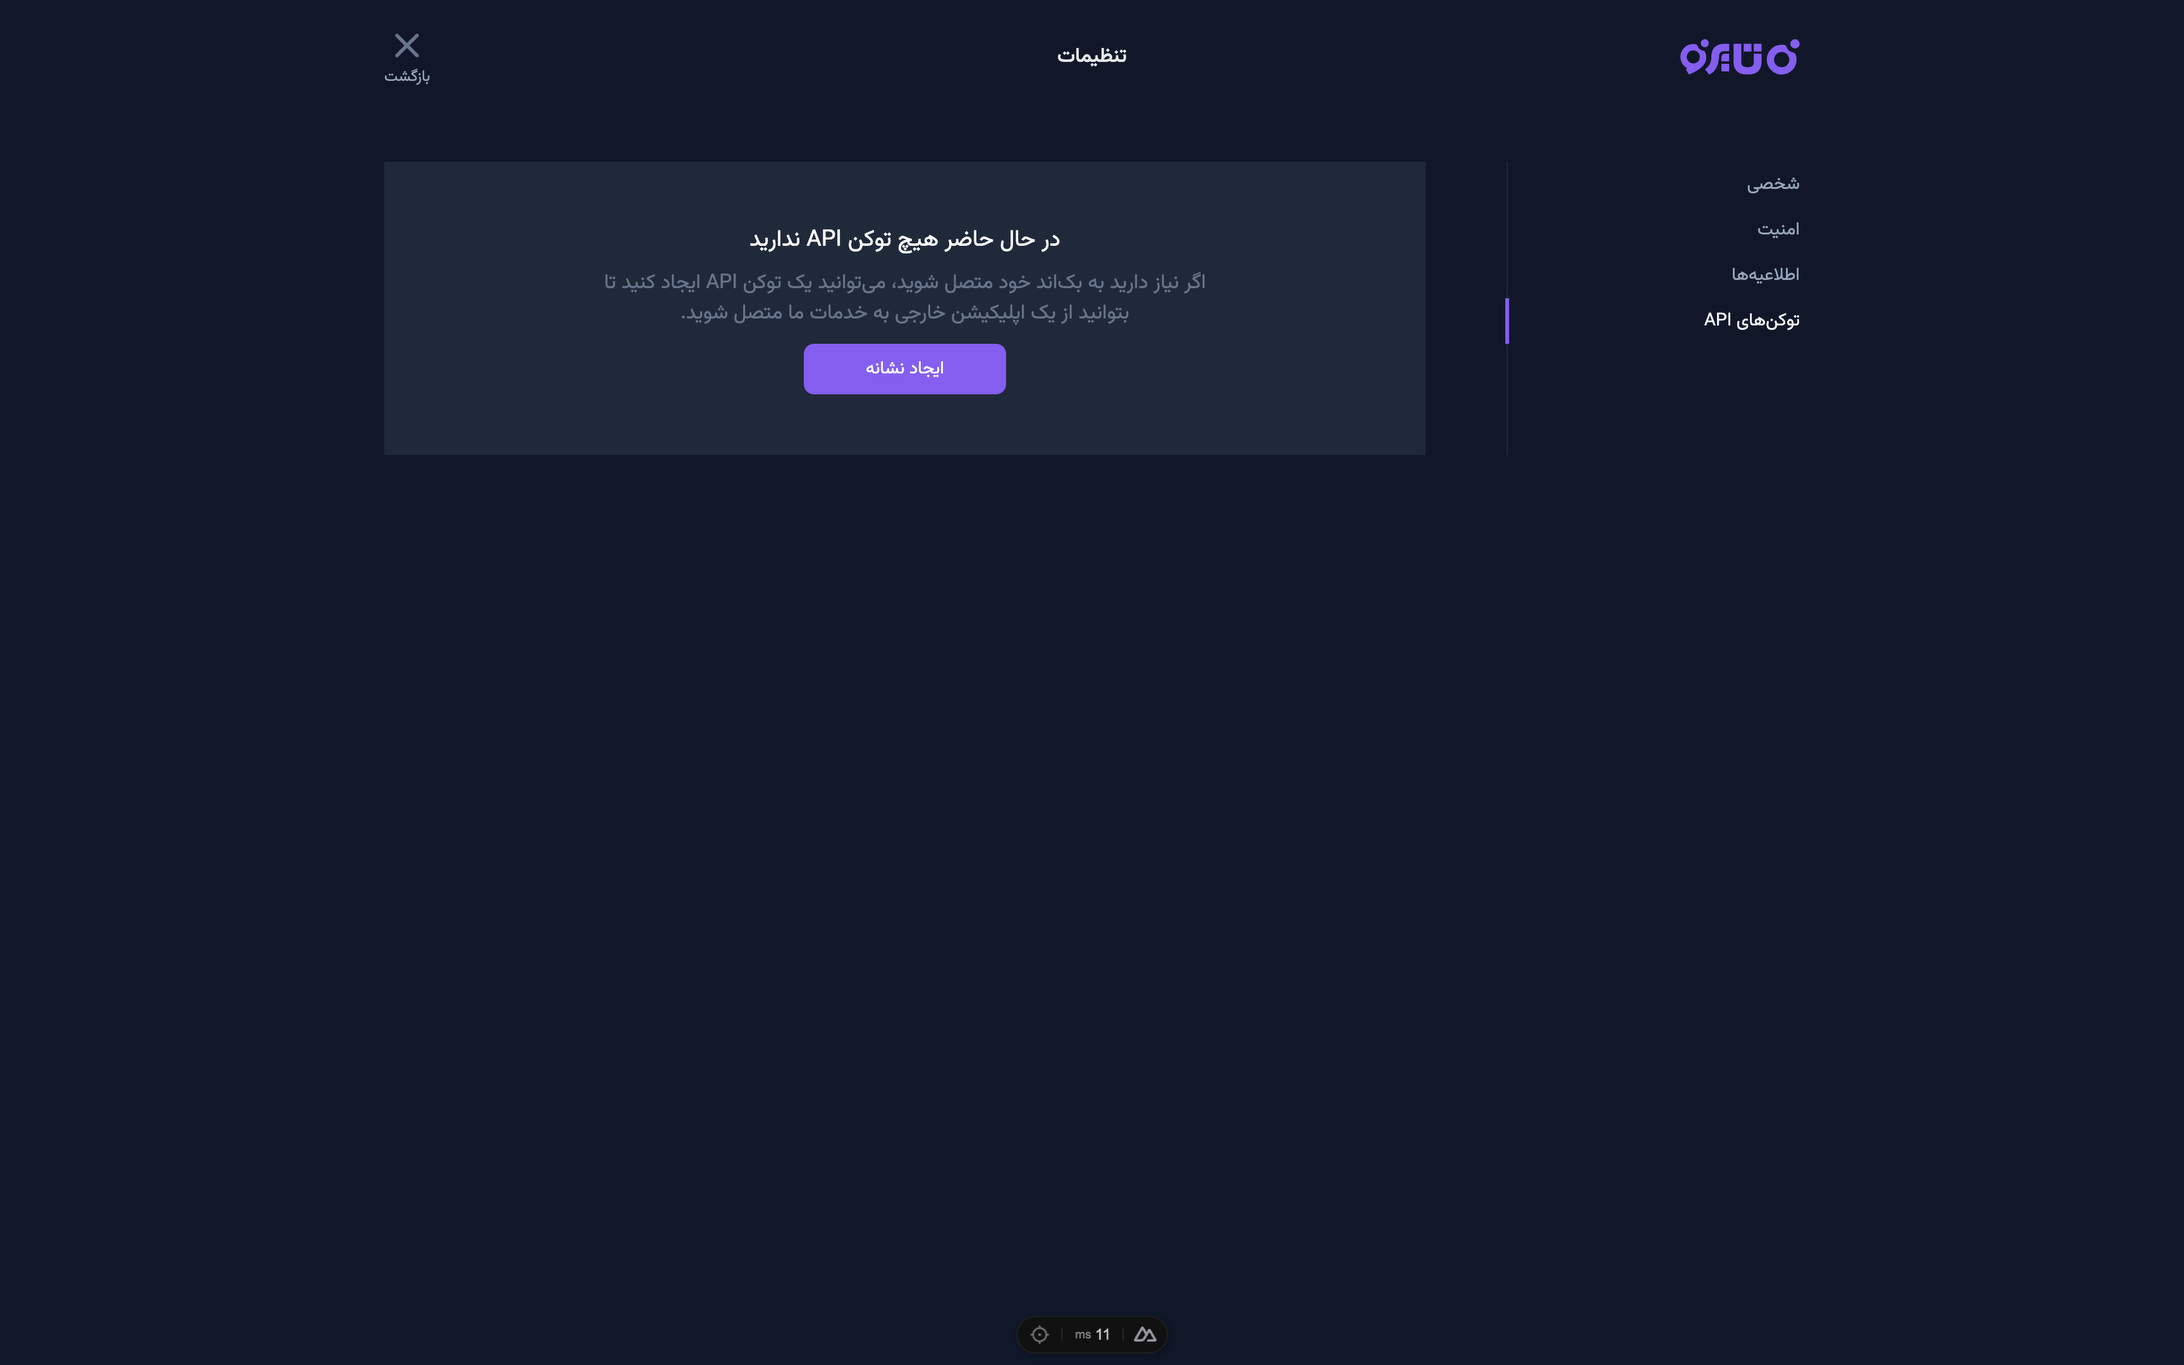 تنظیمات
بازگشت
شخصی
امنیت
اطلاعیه‌ها
توکن‌های API
در حال حاضر هیچ توکن API ندارید
اگر نیاز دارید به بک‌اند خود متصل شوید، می‌توانید یک توکن API ایجاد کنید تا
بتوانید از یک اپلیکیشن خارجی به خدمات ما متصل شوید.
ایجاد نشانه
11 ms